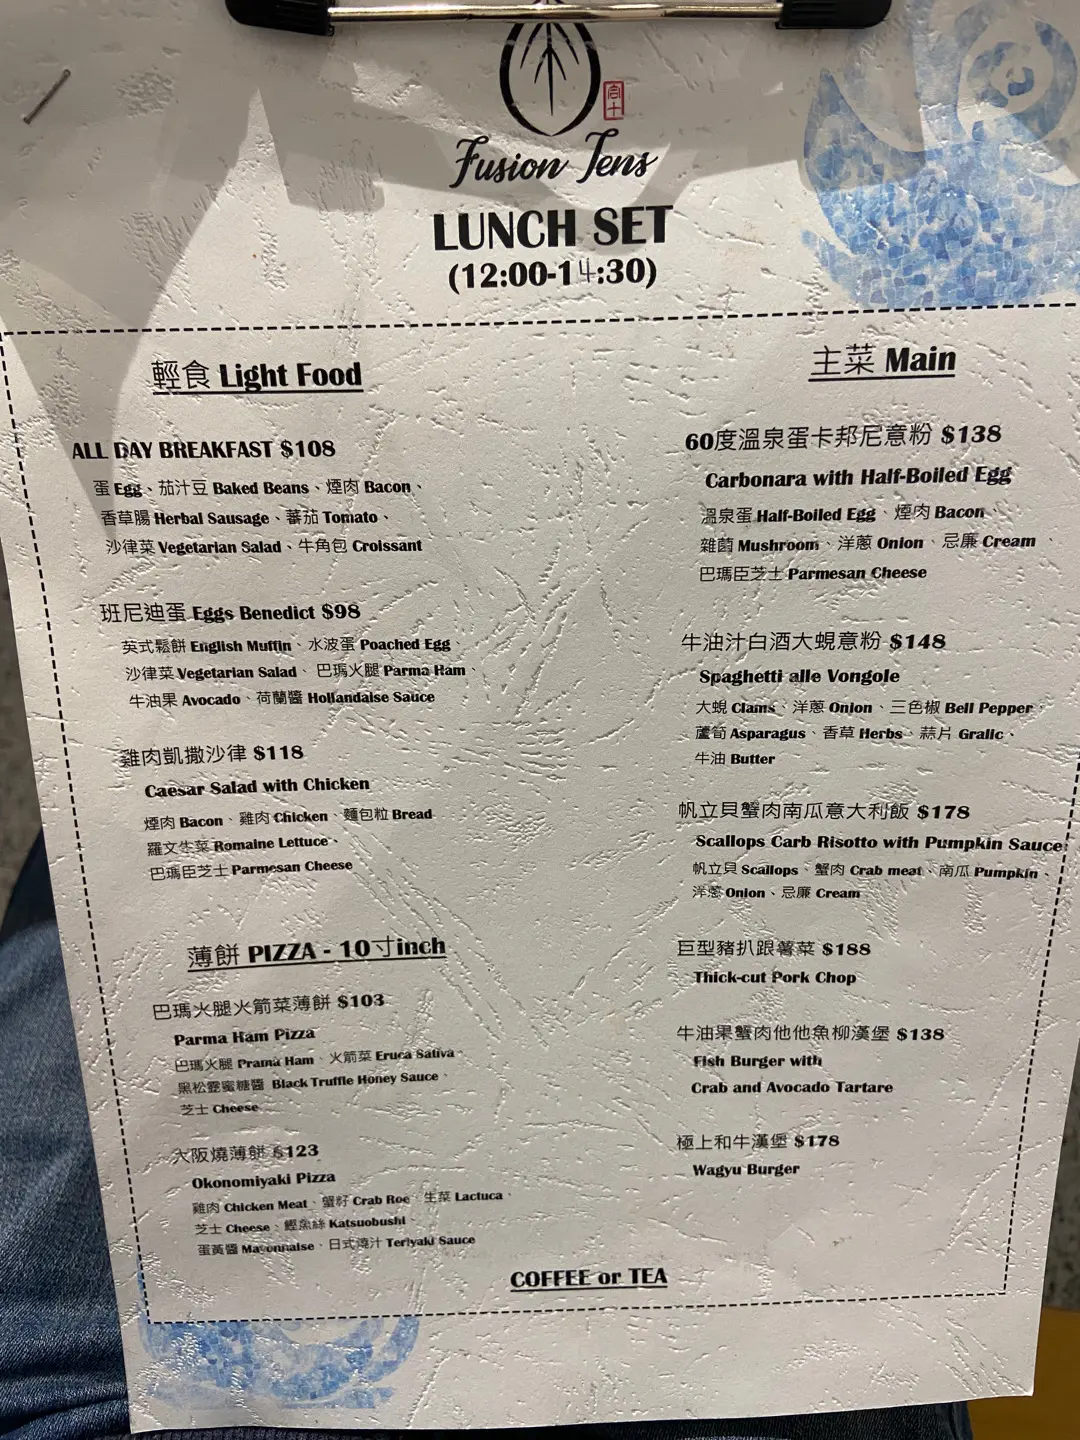 宫十
Fusion Tens
LUNCH SET
(12:00-14:30)
輕食 Light Food
ALL DAY BREAKFAST $108
蛋 Egg、茄汁豆 Baked Beans、煙肉 Bacon、
香草腸 Herbal Sausage、蕃茄 Tomato、
沙律菜 Vegetarian Salad、牛角包 Croissant
班尼迪蛋 Eggs Benedict $98
英式鬆餅 English Muffin、水波蛋 Poached Egg、
沙律菜 Vegetarian Salad、巴瑪火腿 Parma Ham、
牛油果 Avocado、荷蘭醬 Hollandaise Sauce
雞肉凱撒沙律 $118
Caesar Salad with Chicken
煙肉 Bacon、雞肉 Chicken、麵包粒 Bread
羅文生菜 Romaine Lettuce、
巴瑪臣芝士 Parmesan Cheese
薄餅 PIZZA - 10寸inch
巴瑪火腿火箭菜薄餅 $103
Parma Ham Pizza
巴瑪火腿 Prama Ham、火箭菜 Eruca Sativa、
黑松露蜜糖醬 Black Truffle Honey Sauce、
芝士 Cheese
大阪燒薄餅 $123
Okonomiyaki Pizza
雞肉 Chicken Meat、蟹籽 Crab Roe、生菜 Lactuca、
芝士 Cheese、鰹魚絲 Katsuobushi、
蛋黃醬 Mayonnaise、日式燒汁 Teriyaki Sauce
主菜 Main
60度溫泉蛋卡邦尼意粉 $138
Carbonara with Half-Boiled Egg
溫泉蛋 Half-Boiled Egg、煙肉 Bacon、
雜菌 Mushroom、洋蔥 Onion、忌廉 Cream、
巴瑪臣芝士 Parmesan Cheese
牛油汁白酒大蜆意粉 $148
Spaghetti alle Vongole
大蜆 Clams、洋蔥 Onion、三色椒 Bell Pepper、
蘆筍 Asparagus、香草 Herbs、蒜片 Gralic、
牛油 Butter
帆立貝蟹肉南瓜意大利飯 $178
Scallops Carb Risotto with Pumpkin Sauce
帆立貝 Scallops、蟹肉 Crab meat、南瓜 Pumpkin、
洋蔥 Onion、忌廉 Cream
巨型豬扒跟薯菜 $188
Thick-cut Pork Chop
牛油果蟹肉他他魚柳漢堡 $138
Fish Burger with
Crab and Avocado Tartare
極上和牛漢堡 $178
Wagyu Burger
COFFEE or TEA